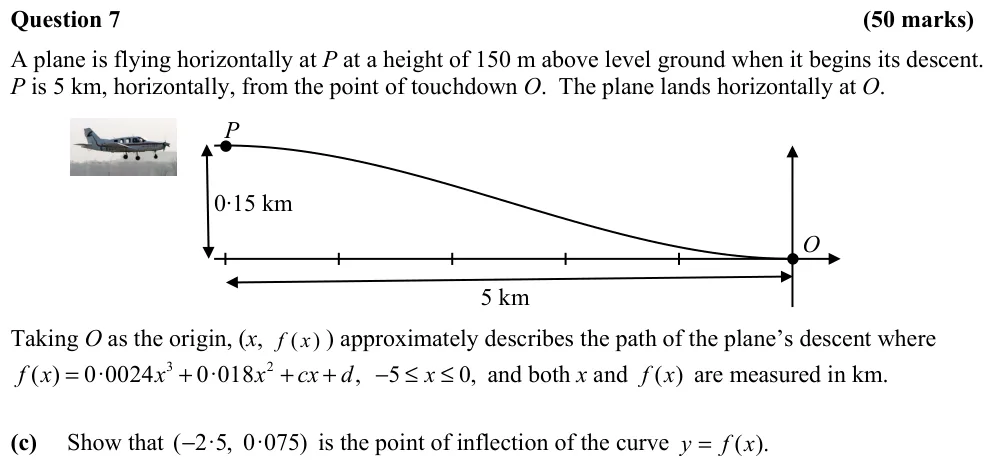 Question 7 (50 marks)
A plane is flying horizontally at P at a height of 150 m above level ground when it begins its descent.
P is 5 km, horizontally, from the point of touchdown O. The plane lands horizontally at O.
P
0·15 km
O
5 km
Taking O as the origin, (x, f(x)) approximately describes the path of the plane’s descent where
f(x) = 0·0024x³ + 0·018x² + cx + d, −5 ≤ x ≤ 0, and both x and f(x) are measured in km.
(c) Show that (−2·5, 0·075) is the point of inflection of the curve y = f(x).